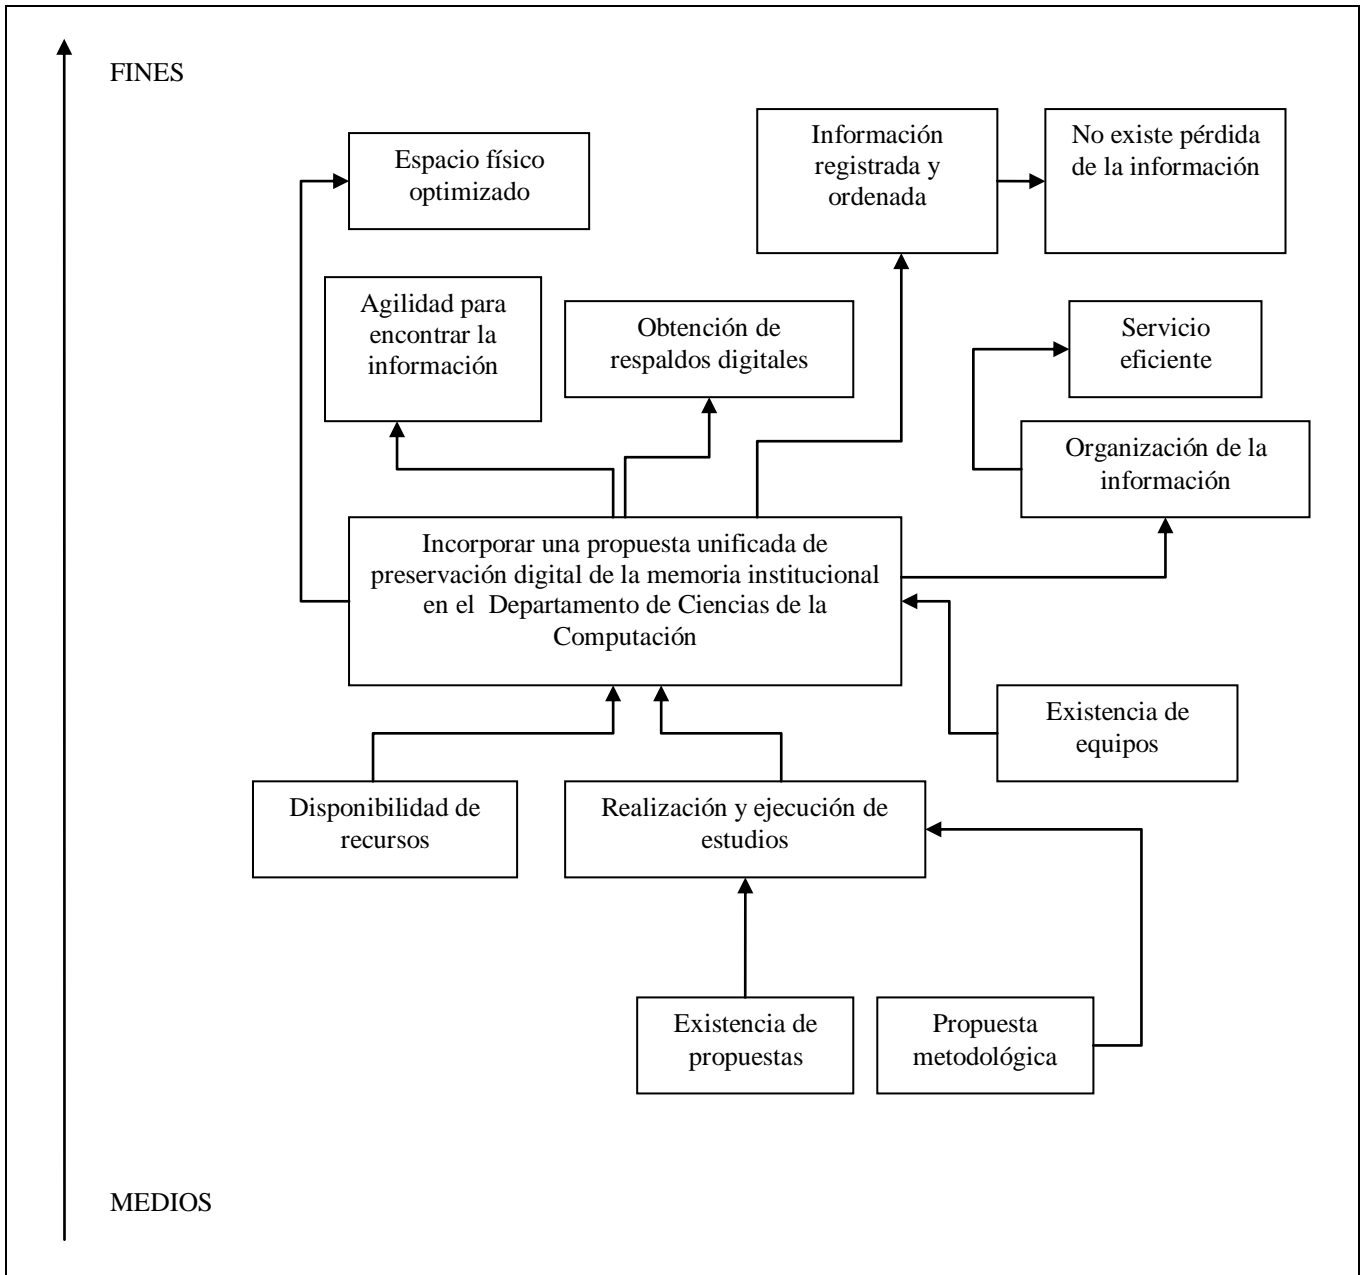 FINES
Espacio físico
optimizado
Información
registrada y
ordenada
No existe pérdida
de la información
Agilidad para
encontrar la
información
Obtención de
respaldos digitales
Servicio
eficiente
Organización de la
información
Incorporar una propuesta unificada de
preservación digital de la memoria institucional
en el  Departamento de Ciencias de la
Computación
Existencia de
equipos
Disponibilidad de
recursos
Realización y ejecución de
estudios
Existencia de
propuestas
Propuesta
metodológica
MEDIOS